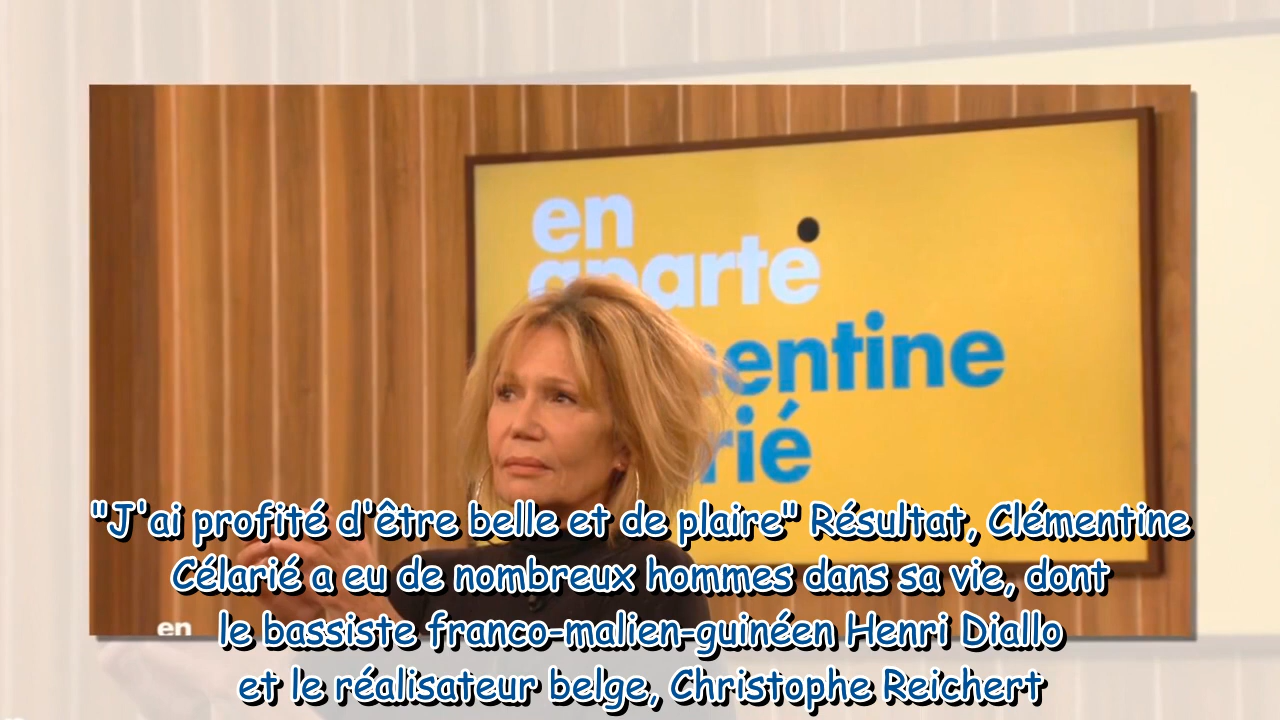 en
aparté
entine
rié
"J'ai profité d'être belle et de plaire" Résultat, Clémentine
Célarié a eu de nombreux hommes dans sa vie, dont
en
le bassiste franco-malien-guinéen Henri Diallo
et le réalisateur belge, Christophe Reichert